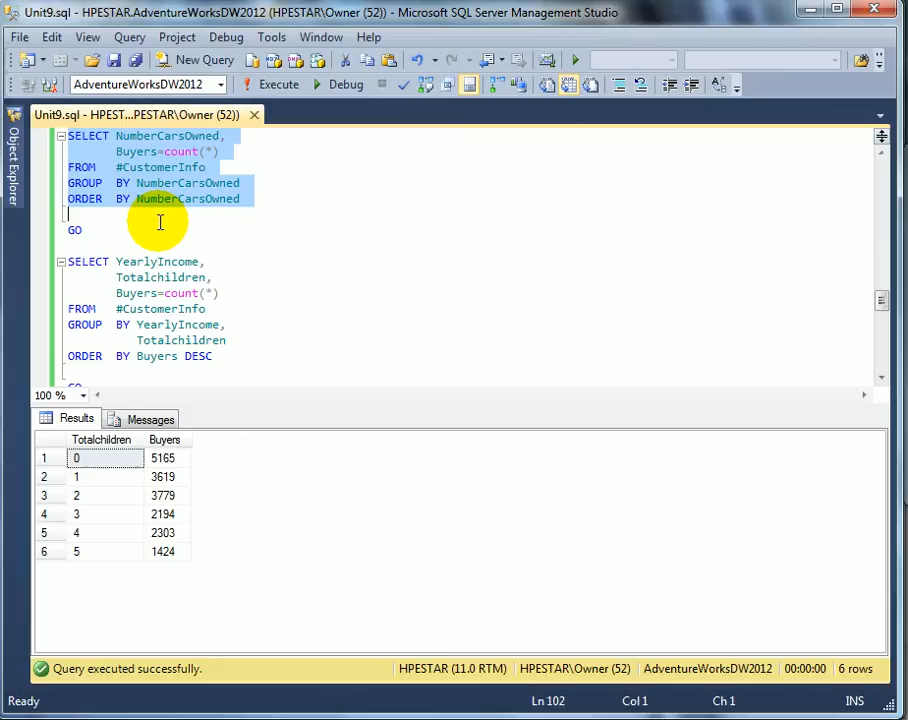 Unit9.sql - HPESTAR.AdventureWorksDW2012 (HPESTAR\Owner (52)) - Microsoft SQL Server Management Studio
File Edit View Query Project Debug Tools Window Help
New Query
AdventureWorksDW2012 Execute Debug
Unit9.sql - HPEST...PESTAR\Owner (52))
Object Explorer
SELECT NumberCarsOwned,
Buyers=count(*)
FROM #CustomerInfo
GROUP BY NumberCarsOwned
ORDER BY NumberCarsOwned
GO
SELECT YearlyIncome,
Totalchildren,
Buyers=count(*)
FROM #CustomerInfo
GROUP BY YearlyIncome,
Totalchildren
ORDER BY Buyers DESC
GO
100 %
Results Messages
Totalchildren Buyers
1 0 5165
2 1 3619
3 2 3779
4 3 2194
5 4 2303
6 5 1424
Query executed successfully. HPESTAR (11.0 RTM) HPESTAR\Owner (52) AdventureWorksDW2012 00:00:00 6 rows
Ready Ln 102 Col 1 Ch 1 INS